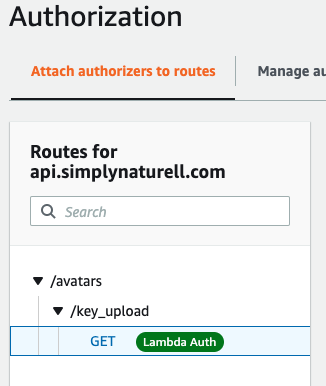 Authorization
Attach authorizers to routes
Manage au
Routes for
api.simplynaturell.com
Search
/avatars
/key_upload
GET
Lambda Auth